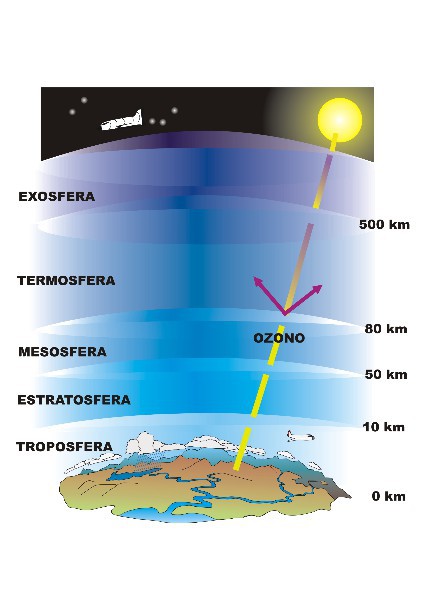 EXOSFERA
500 km
TERMOSFERA
80 km
OZONO
MESOSFERA
50 km
ESTRATOSFERA
10 km
TROPOSFERA
0 km